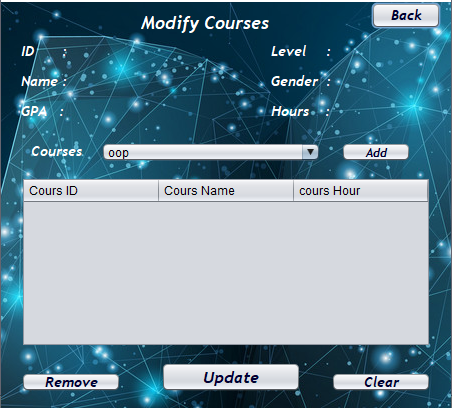 Modify Courses
Back
ID :
Level :
Name :
Gender :
GPA :
Hours :
Courses
oop
Add
Cours ID
Cours Name
cours Hour
Remove
Update
Clear